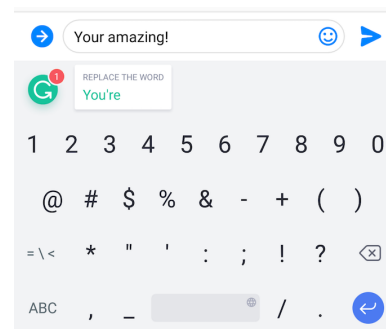 Your amazing!
1
REPLACE THE WORD
You're
1 2 3 4 5 6 7 8 9 0
@ # $ % & - + ( )
= \ < * " ' : ; ! ?
ABC , _ / .